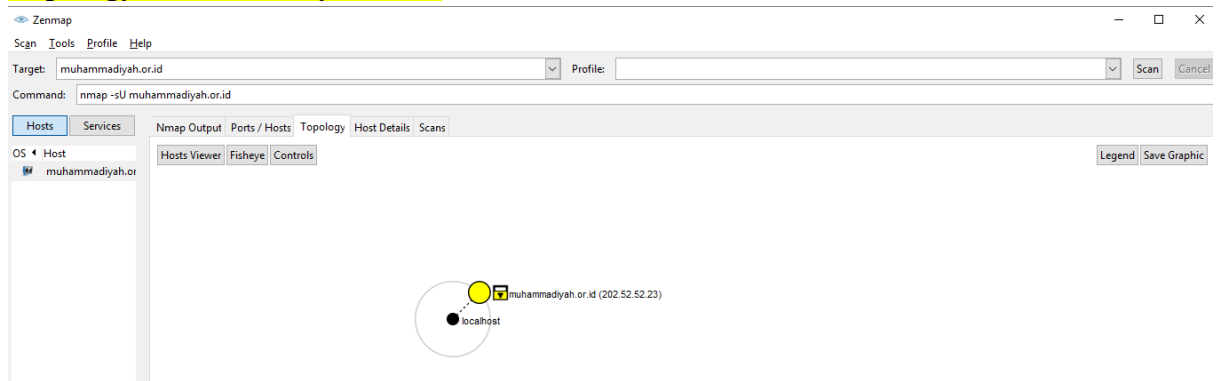 Zenmap
Scan Tools Profile Help
Target: muhammadiyah.or.id Profile: Scan Cancel
Command: nmap -sU muhammadiyah.or.id
Hosts Services Nmap Output Ports / Hosts Topology Host Details Scans
OS Host Hosts Viewer Fisheye Controls Legend Save Graphic
muhammadiyah.or
muhammadiyah.or.id (202.52.52.23)
localhost